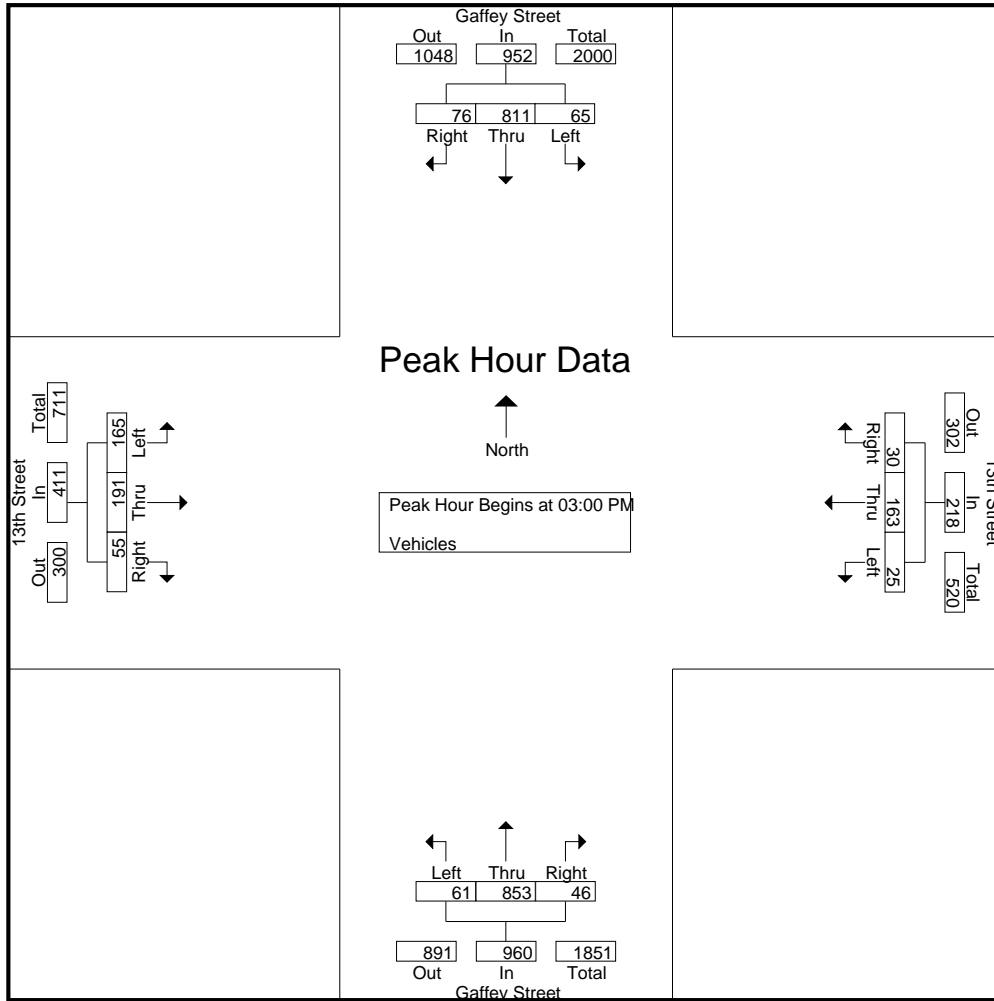 Gaffey Street
Out In Total
1048 952 2000
76 811 65
Right Thru Left
Peak Hour Data
North
Peak Hour Begins at 03:00 PM
Vehicles
13th Street
Total In Out
711 411 300
165 191 55
Left Thru Right
Right Thru Left
30 163 25
Out In Total
302 218 520
13th Street
Left Thru Right
61 853 46
891 960 1851
Out In Total
Gaffey Street